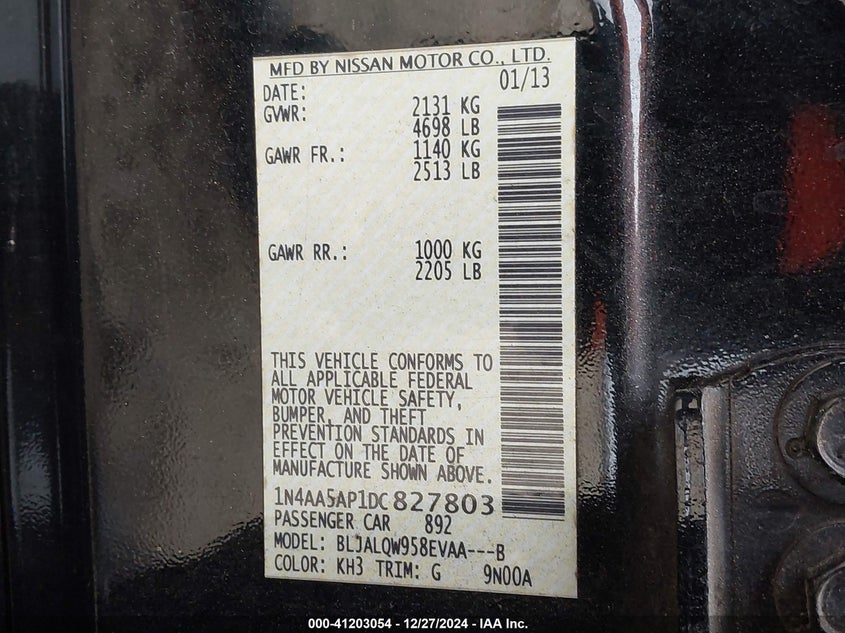 MFD BY NISSAN MOTOR CO., LTD.
DATE: 01/13
GVWR: 2131 KG
4698 LB
GAWR FR.: 1140 KG
2513 LB
GAWR RR.: 1000 KG
2205 LB
THIS VEHICLE CONFORMS TO
ALL APPLICABLE FEDERAL
MOTOR VEHICLE SAFETY,
BUMPER, AND THEFT
PREVENTION STANDARDS IN
EFFECT ON THE DATE OF
MANUFACTURE SHOWN ABOVE.
1N4AA5AP1DC827803
PASSENGER CAR 892
MODEL: BLJALQW958EVAA---B
COLOR: KH3 TRIM: G 9N00A
000-41203054 - 12/27/2024 - IAA Inc.